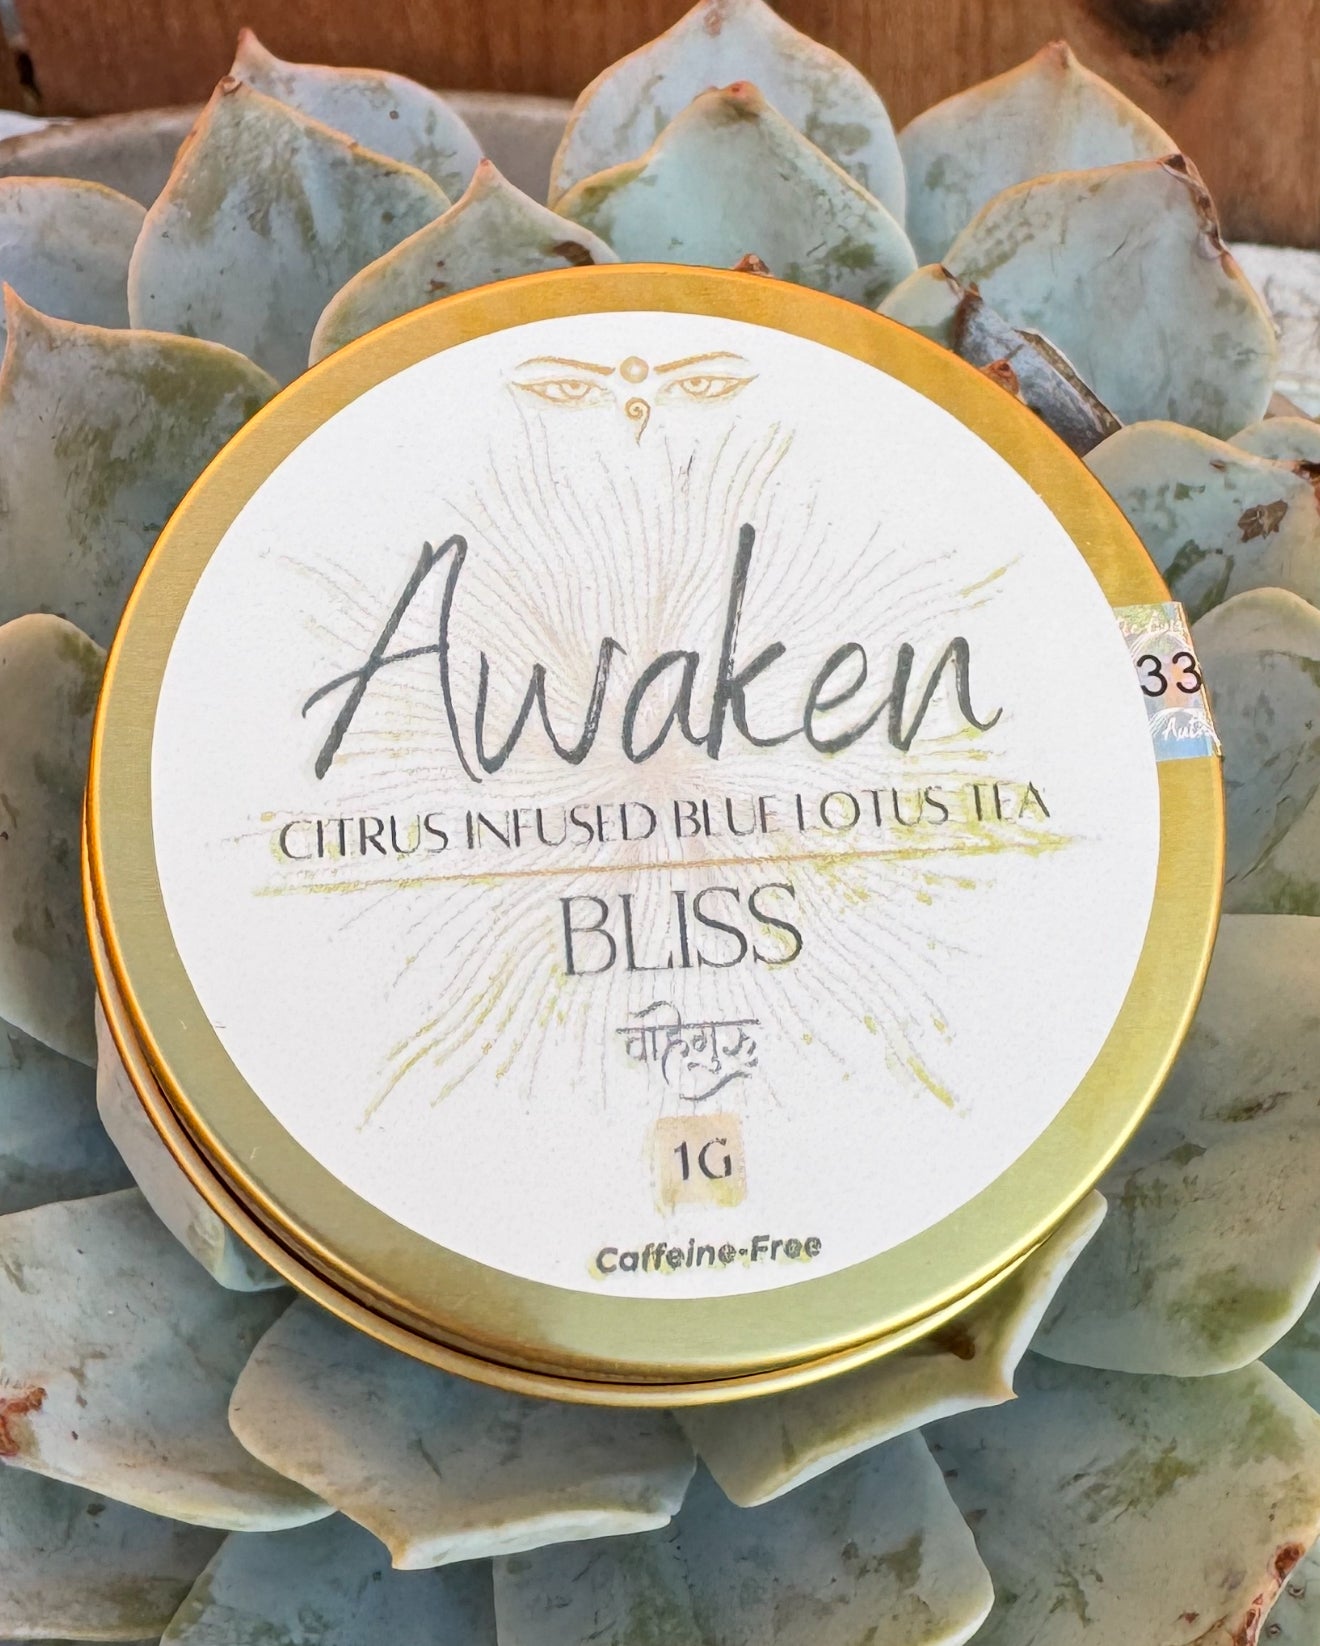 Awaken
33
CITRUS INFUSED BLUE LOTUS TEA
BLISS
वाहेगुरु
1G
Caffeine-Free